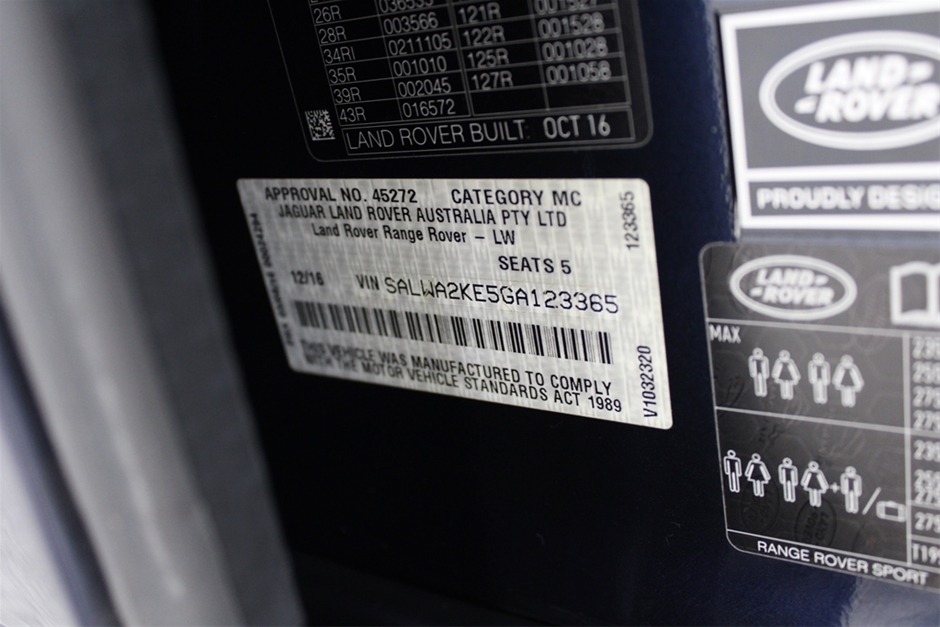 26R
28R 003566 121R
34RI 0211105 122R 001528
35R 001010 125R 001028
39R 002045 127R 001058
43R 016572
LAND ROVER BUILT: OCT 16
APPROVAL NO. 45272 CATEGORY MC
JAGUAR LAND ROVER AUSTRALIA PTY LTD
Land Rover Range Rover - LW
SEATS 5
12/16 VIN SALWA2KE5GA123365
THIS VEHICLE WAS MANUFACTURED TO COMPLY
THE MOTOR VEHICLE STANDARDS ACT 1989
123365
V1032320
LAND-
-ROVER
PROUDLY DESIG
LAND-
-ROVER
MAX
RANGE ROVER SPORT